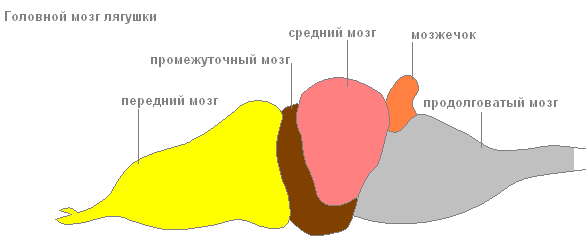 Головной мозг лягушки
средний мозг
мозжечок
промежуточный мозг
передний мозг
продолговатый мозг